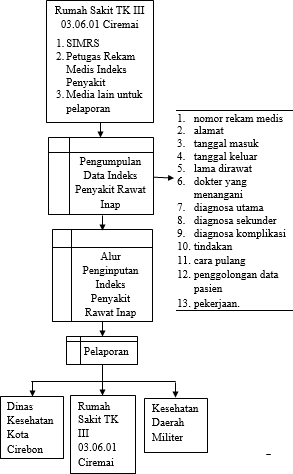 Rumah Sakit TK III
03.06.01 Ciremai
1. SIMRS
2. Petugas Rekam
Medis Indeks
Penyakit
3. Media lain untuk
pelaporan
Pengumpulan
Data Indeks
Penyakit Rawat
Inap
1. nomor rekam medis
2. alamat
3. tanggal masuk
4. tanggal keluar
5. lama dirawat
6. dokter yang
menangani
7. diagnosa utama
8. diagnosa sekunder
9. diagnosa komplikasi
10. tindakan
11. cara pulang
12. penggolongan data
pasien
13. pekerjaan.
Alur
Penginputan
Indeks
Penyakit
Rawat Inap
Pelaporan
Dinas
Kesehatan
Kota
Cirebon
Rumah
Sakit TK
III
03.06.01
Ciremai
Kesehatan
Daerah
Militer